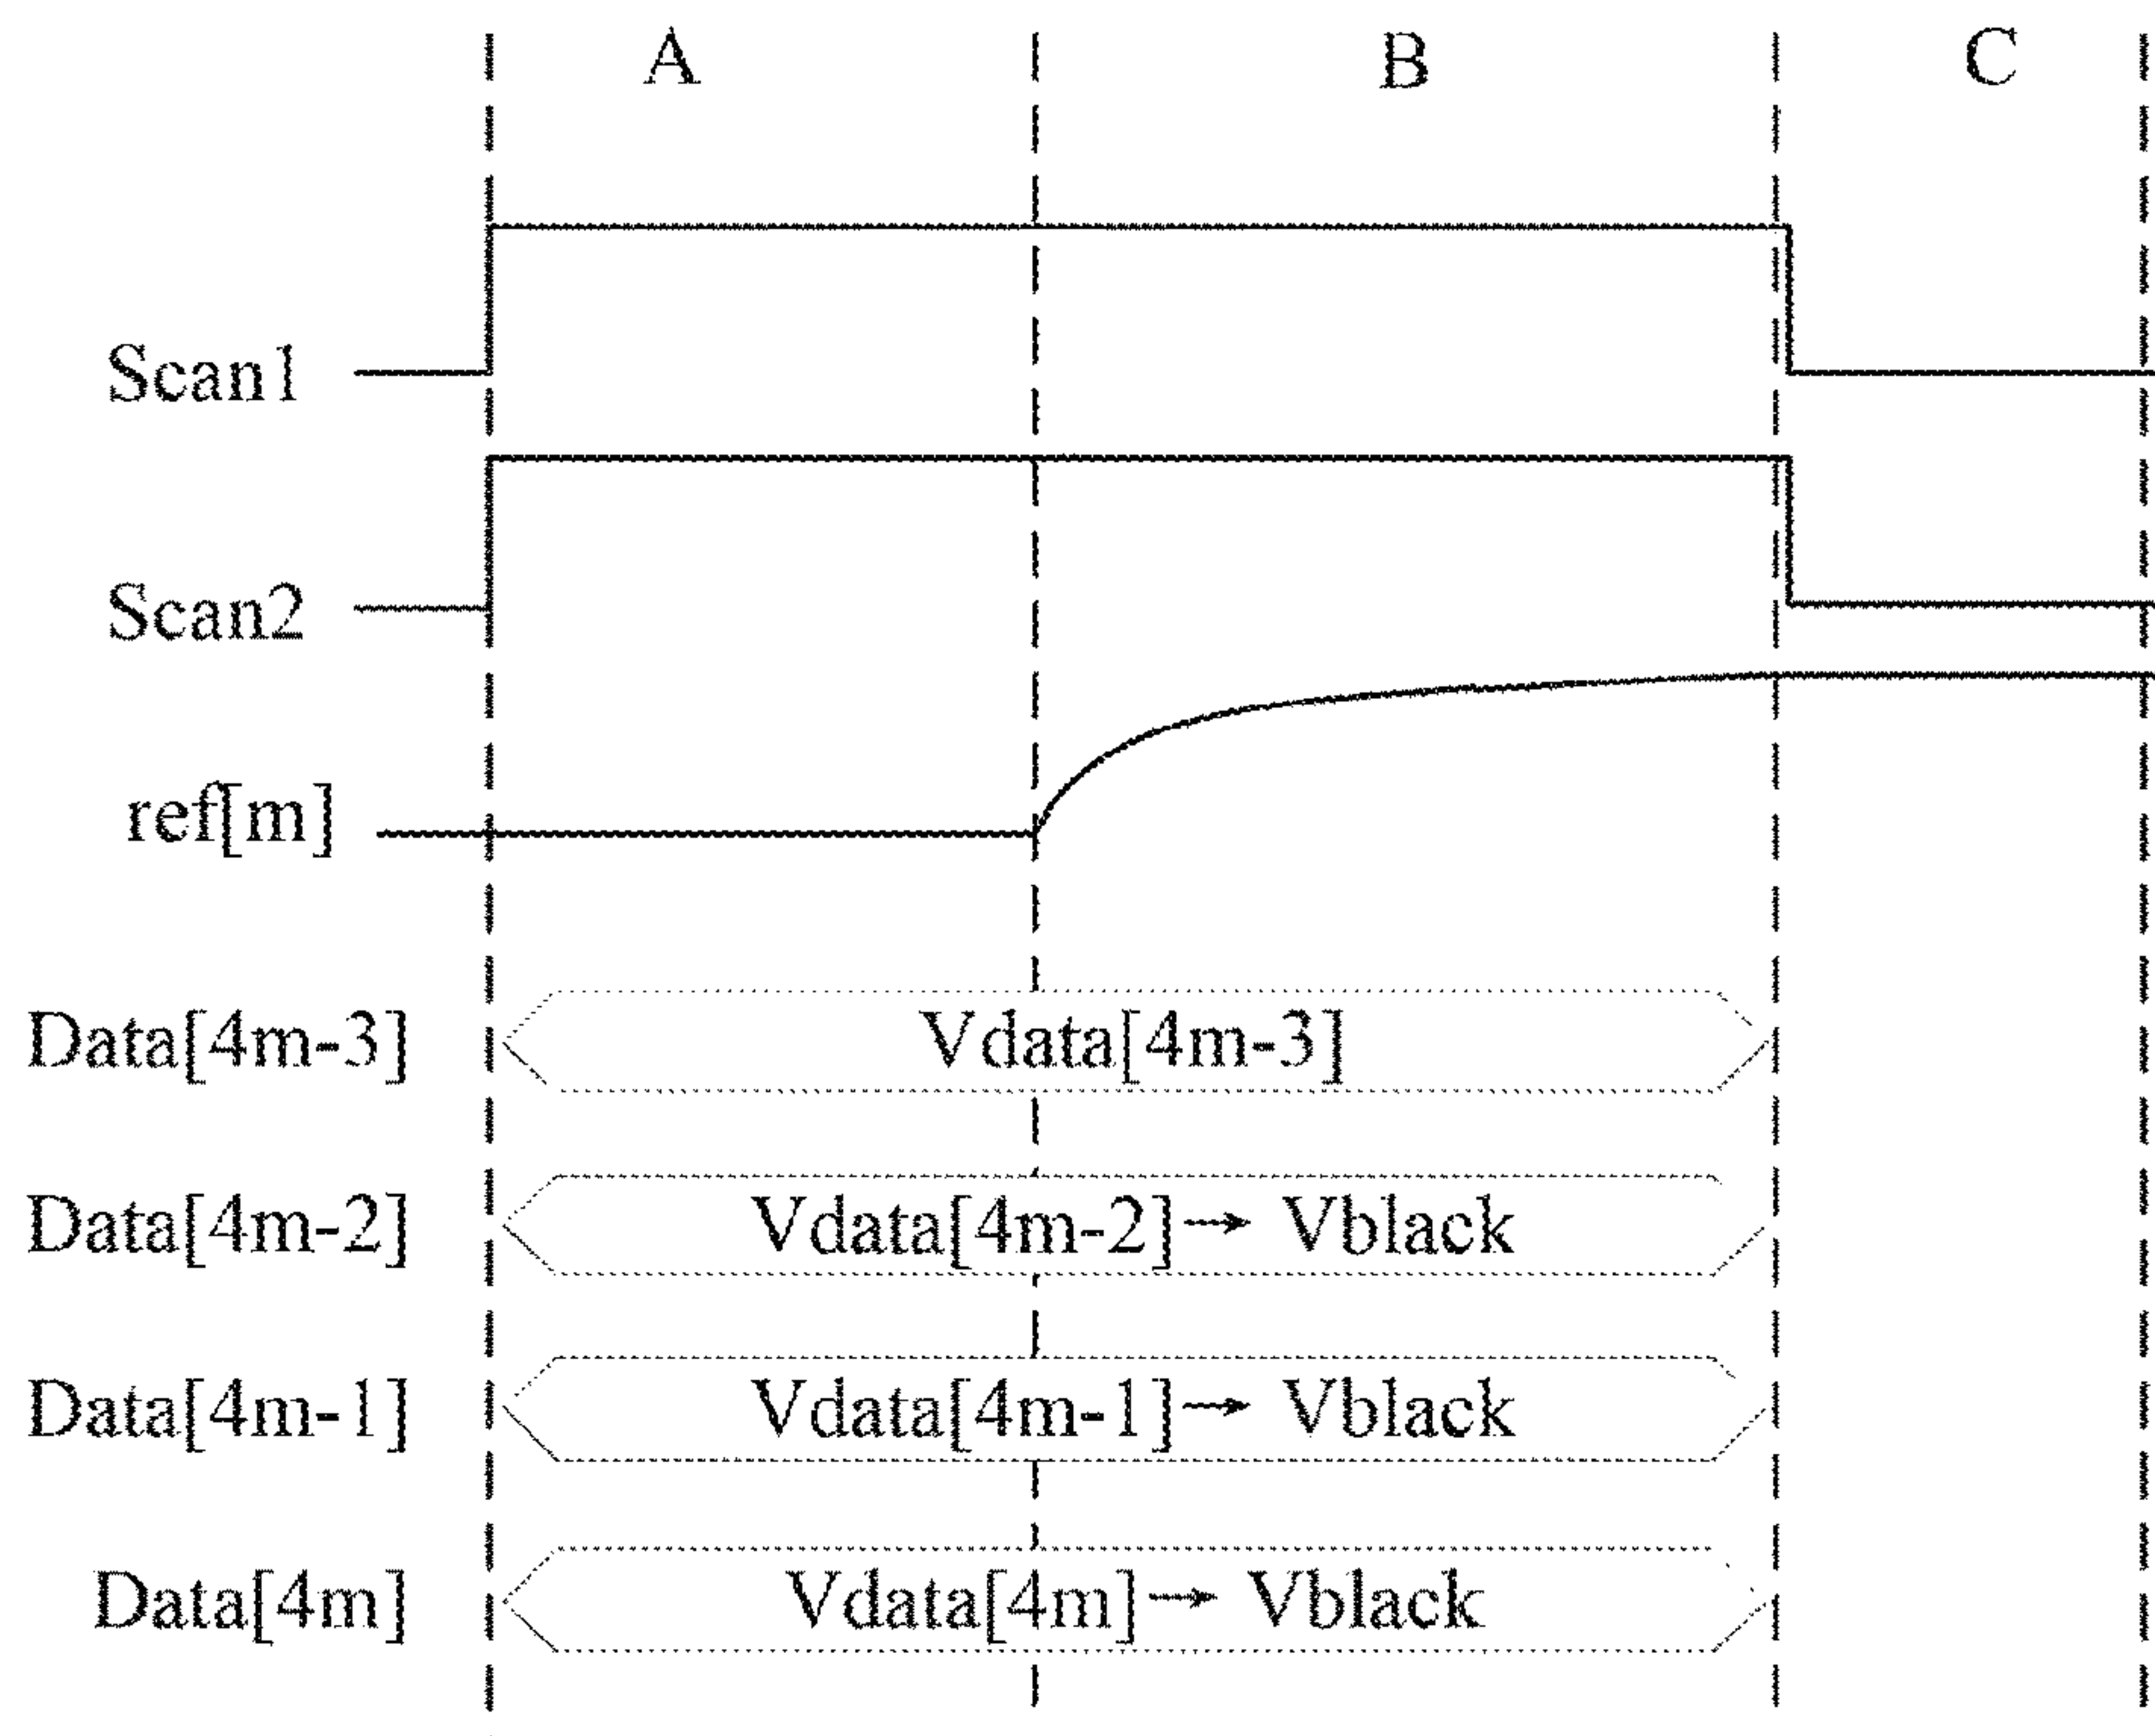 A B C
Scan1
Scan2
ref[m]
Data[4m-3] Vdata[4m-3]
Data[4m-2] Vdata[4m-2]→ Vblack
Data[4m-1] Vdata[4m-1]→ Vblack
Data[4m] Vdata[4m]→ Vblack